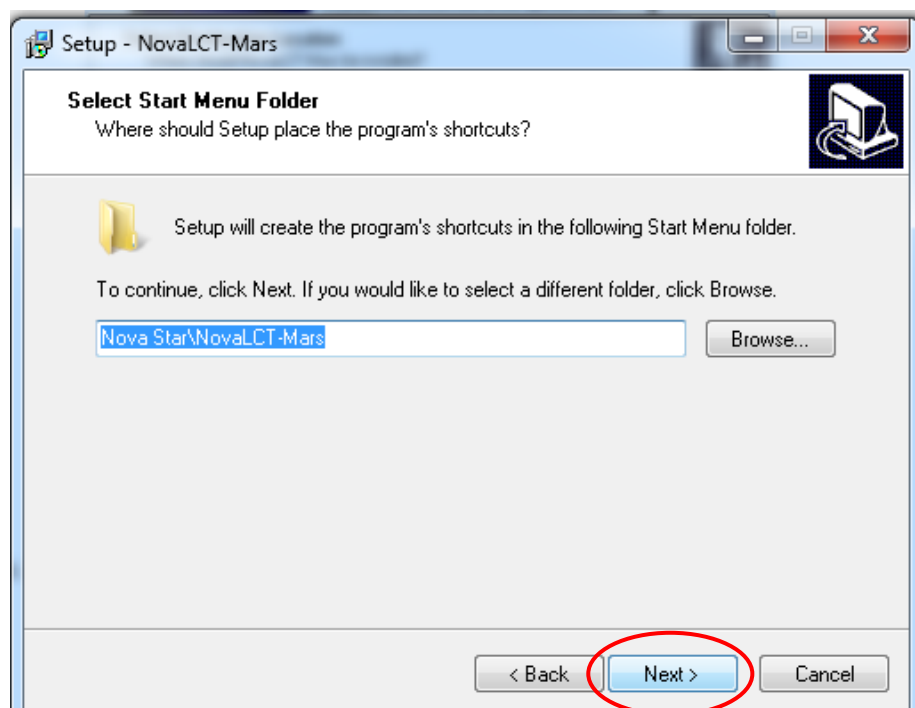 Setup - NovaLCT-Mars
Select Start Menu Folder
Where should Setup place the program's shortcuts?
Setup will create the program's shortcuts in the following Start Menu folder.
To continue, click Next. If you would like to select a different folder, click Browse.
Nova Star\NovaLCT-Mars
Browse...
< Back
Next >
Cancel